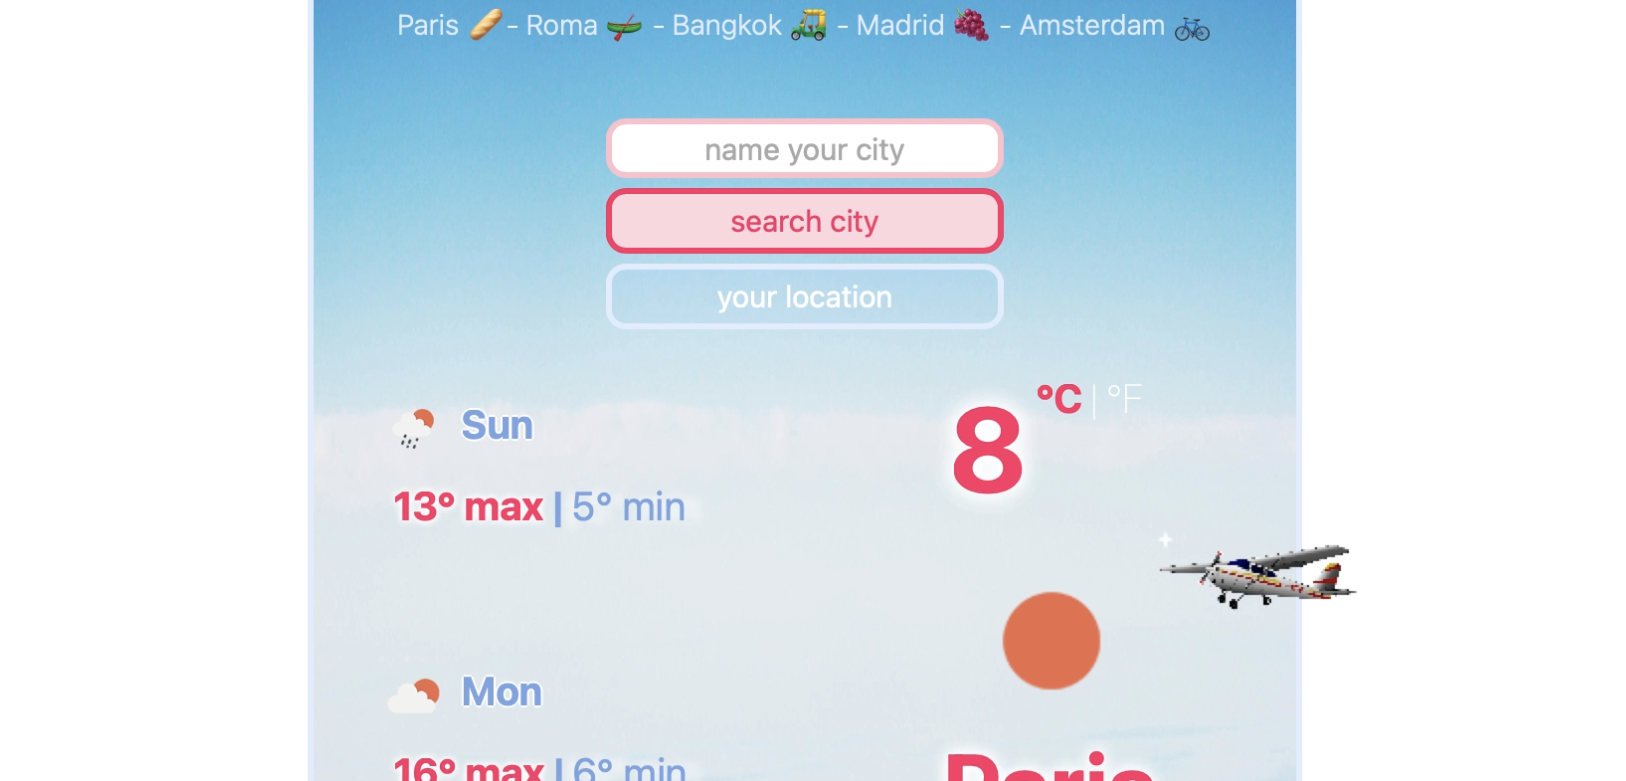 Paris - Roma - Bangkok - Madrid - Amsterdam
name your city
search city
your location
Sun
13° max | 5° min
8 °C | °F
Mon
16° max | 6° min
Paris